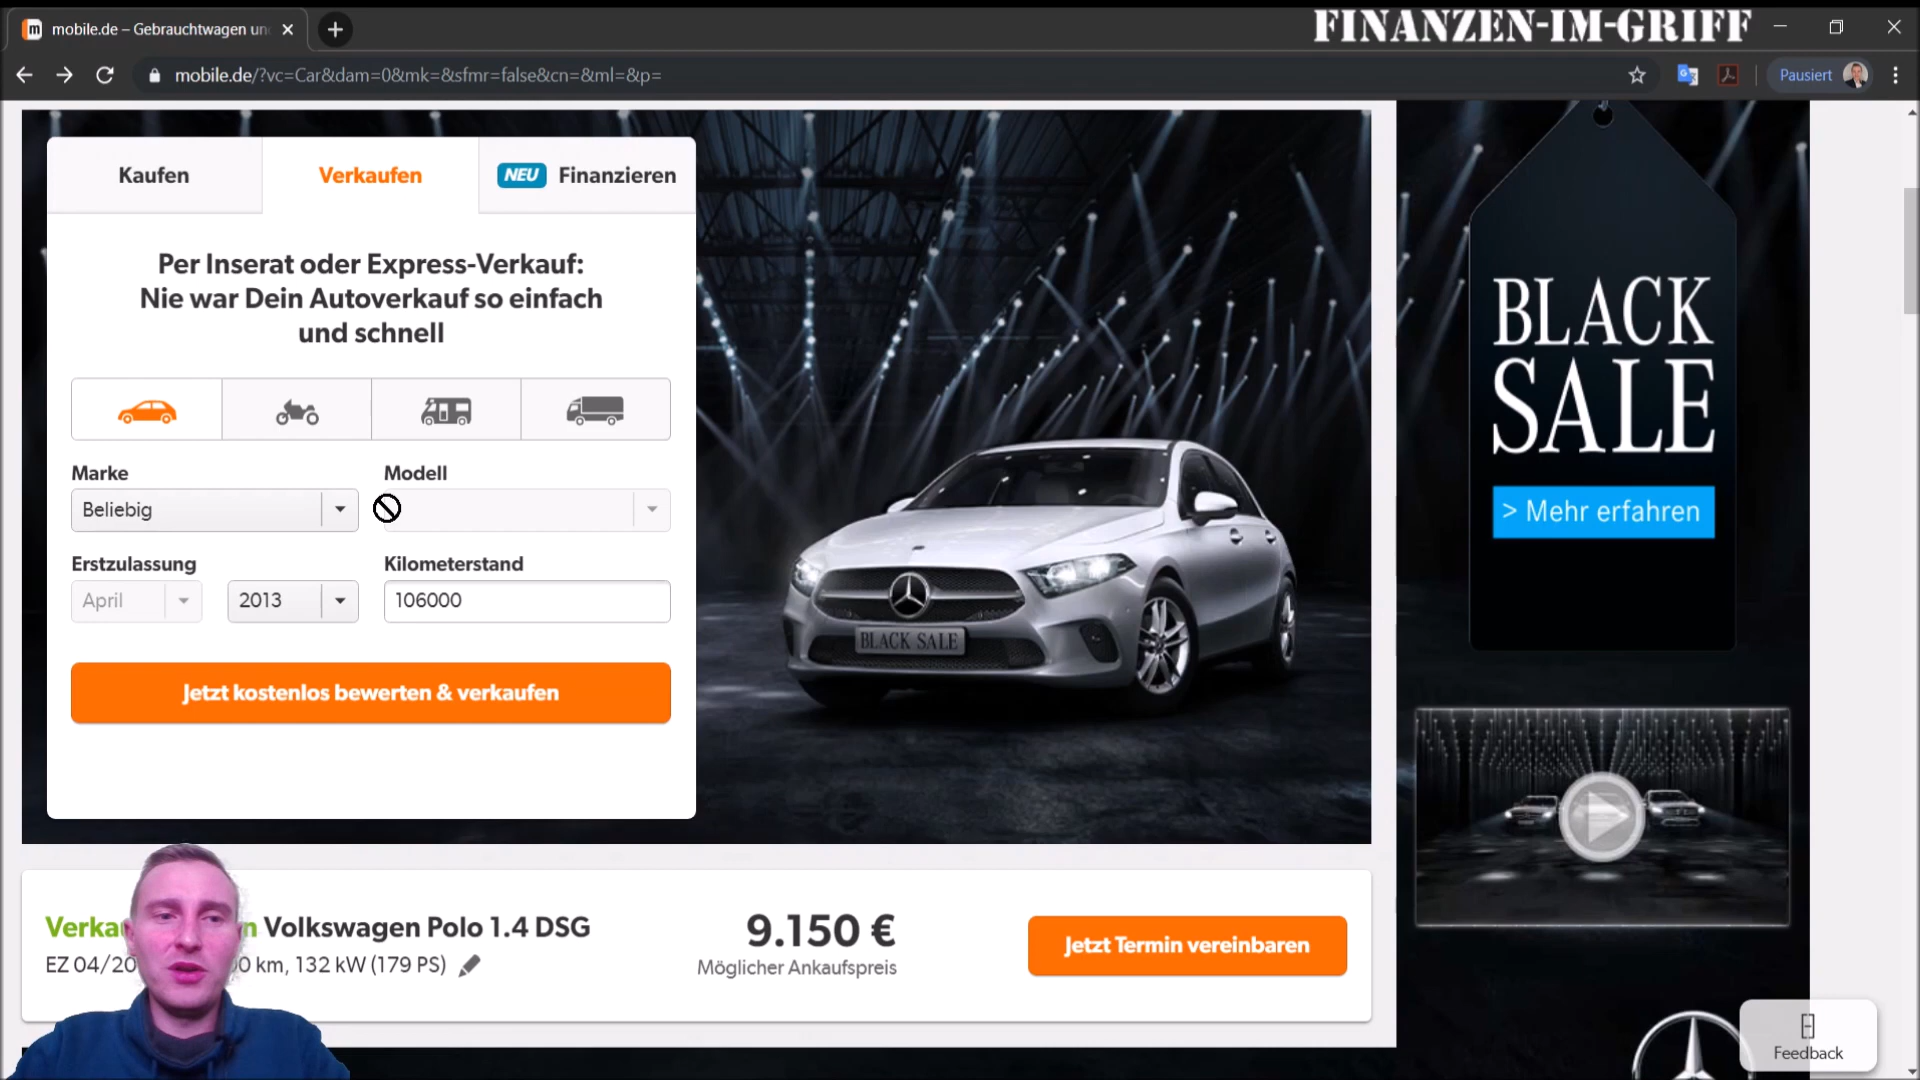 mobile.de – Gebrauchtwagen un
FINANZEN-IM-GRIFF
mobile.de/?vc=Car&dam=0&mk=&sfmr=false&cn=&ml=&p=
Pausiert
Kaufen
Verkaufen
NEU Finanzieren
Per Inserat oder Express-Verkauf:
Nie war Dein Autoverkauf so einfach
und schnell
Marke
Modell
Beliebig
Erstzulassung
Kilometerstand
April
2013
106000
Jetzt kostenlos bewerten & verkaufen
BLACK SALE
BLACK
SALE
> Mehr erfahren
Volkswagen Polo 1.4 DSG
EZ 04/20
0 km, 132 kW (179 PS)
9.150 €
Möglicher Ankaufspreis
Jetzt Termin vereinbaren
Feedback